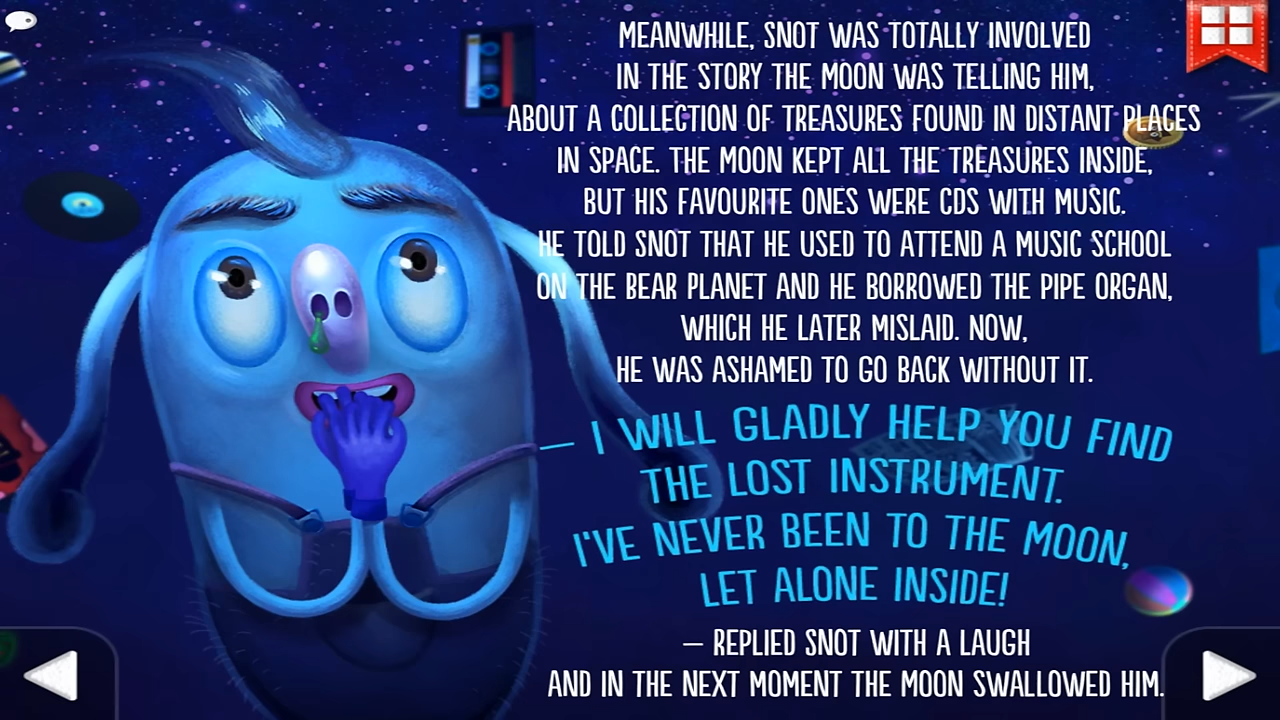 MEANWHILE, SNOT WAS TOTALLY INVOLVED
IN THE STORY THE MOON WAS TELLING HIM,
ABOUT A COLLECTION OF TREASURES FOUND IN DISTANT PLACES
IN SPACE. THE MOON KEPT ALL THE TREASURES INSIDE,
BUT HIS FAVOURITE ONES WERE CDS WITH MUSIC.
HE TOLD SNOT THAT HE USED TO ATTEND A MUSIC SCHOOL
ON THE BEAR PLANET AND HE BORROWED THE PIPE ORGAN,
WHICH HE LATER MISLAID. NOW,
HE WAS ASHAMED TO GO BACK WITHOUT IT.
– I WILL GLADLY HELP YOU FIND
THE LOST INSTRUMENT.
I'VE NEVER BEEN TO THE MOON,
LET ALONE INSIDE!
– REPLIED SNOT WITH A LAUGH
AND IN THE NEXT MOMENT THE MOON SWALLOWED HIM.